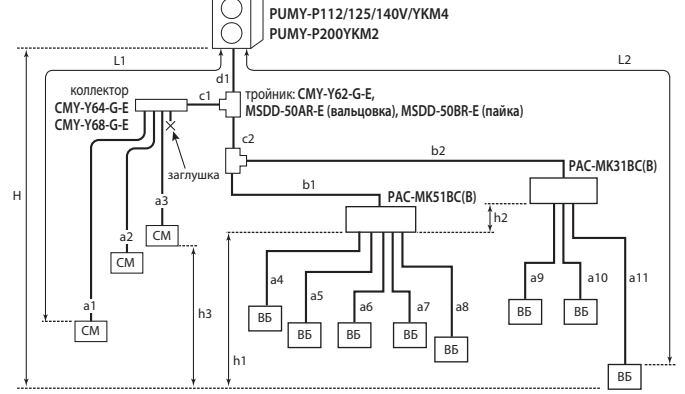 PUMY-P112/125/140V/YKM4
PUMY-P200YKM2
L1
L2
d1
коллектор
CMY-Y64-G-E
CMY-Y68-G-E
c1
тройник: CMY-Y62-G-E,
MSDD-50AR-E (вальцовка), MSDD-50BR-E (пайка)
c2
заглушка
b2
PAC-MK31BC(B)
H
b1
PAC-MK51BC(B)
h2
a3
a2
a1
СМ
СМ
СМ
h3
h1
a4
a5
a6
a7
a8
a9
a10
a11
ВБ
ВБ
ВБ
ВБ
ВБ
ВБ
ВБ
ВБ